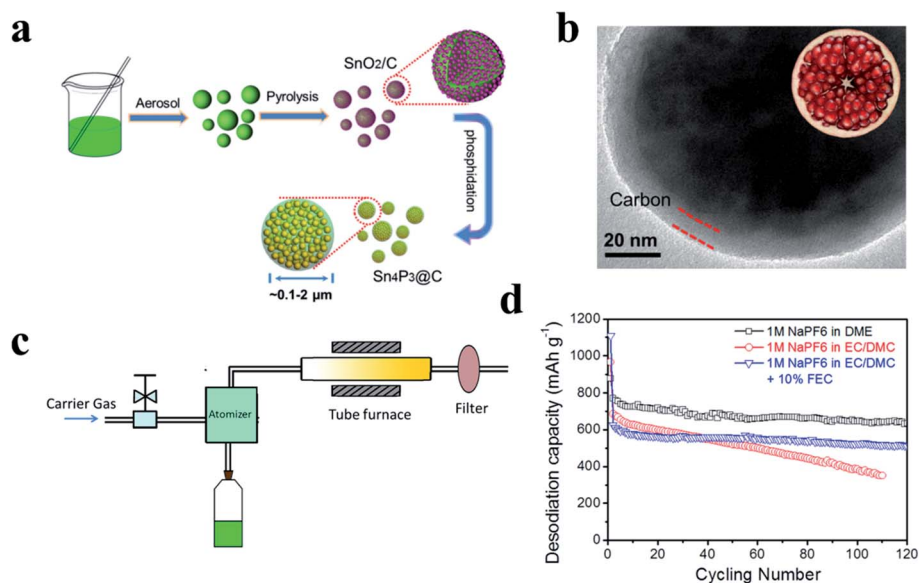 a
Aerosol
Pyrolysis
SnO2/C
phosphidation
Sn4P3@C
~0.1-2 μm
b
Carbon
20 nm
c
Carrier Gas
Atomizer
Tube furnace
Filter
d
Desodiation capacity (mAh g-1)
1200
1000
800
600
400
200
0
1M NaPF6 in DME
1M NaPF6 in EC/DMC
1M NaPF6 in EC/DMC
+ 10% FEC
0 20 40 60 80 100 120
Cycling Number